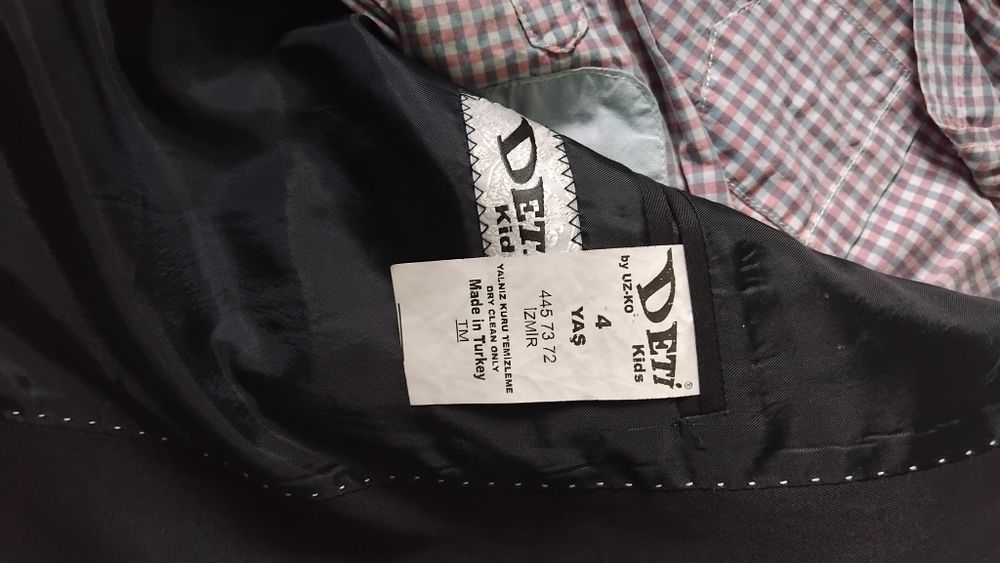 DETİ
Kid
DETİ®
Kids
by UZ-KO
4
YAŞ
445 73 72
İZMİR
YALNIZ KURU TEMİZLEME
DRY CLEAN ONLY
Made in Turkey
TM